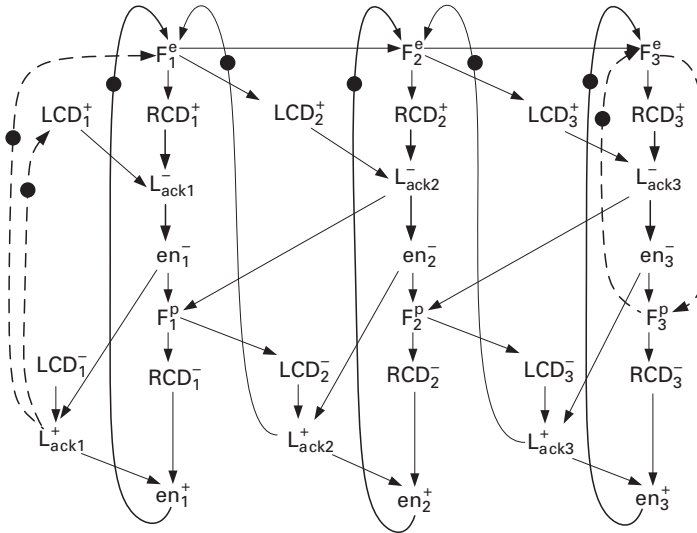 F₁ᵉ F₂ᵉ F₃ᵉ
LCD₁⁺ RCD₁⁺ LCD₂⁺ RCD₂⁺ LCD₃⁺ RCD₃⁺
L⁻ack1 L⁻ack2 L⁻ack3
en₁⁻ en₂⁻ en₃⁻
F₁ᵖ F₂ᵖ F₃ᵖ
LCD₁⁻ RCD₁⁻ LCD₂⁻ RCD₂⁻ LCD₃⁻ RCD₃⁻
L⁺ack1 L⁺ack2 L⁺ack3
en₁⁺ en₂⁺ en₃⁺